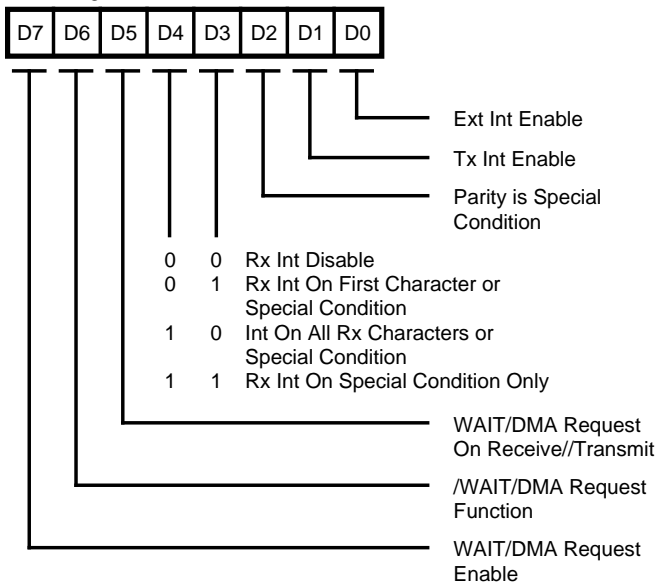 D7 D6 D5 D4 D3 D2 D1 D0
Ext Int Enable
Tx Int Enable
Parity is Special
Condition
0 0 Rx Int Disable
0 1 Rx Int On First Character or
Special Condition
1 0 Int On All Rx Characters or
Special Condition
1 1 Rx Int On Special Condition Only
WAIT/DMA Request
On Receive//Transmit
/WAIT/DMA Request
Function
WAIT/DMA Request
Enable